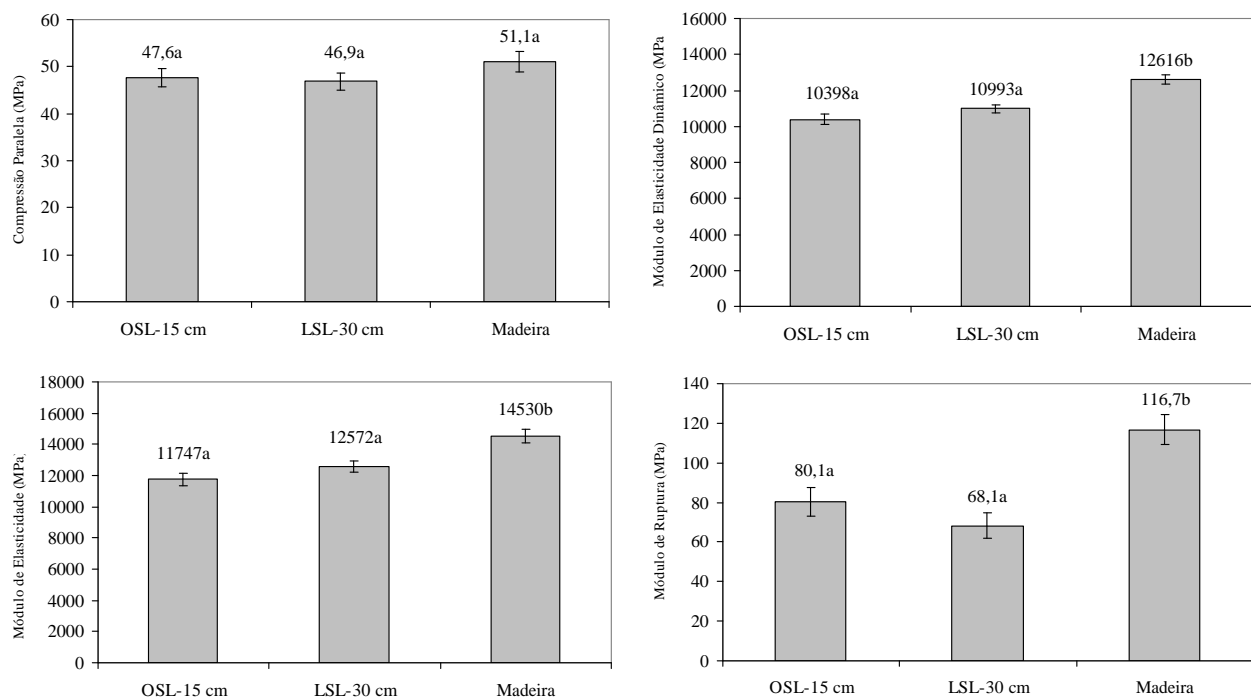 Compressão Paralela (MPa)
60
50
40
30
20
10
0
47,6a
46,9a
51,1a
OSL-15 cm
LSL-30 cm
Madeira
Módulo de Elasticidade Dinâmico (MPa
16000
14000
12000
10000
8000
6000
4000
2000
0
10398a
10993a
12616b
OSL-15 cm
LSL-30 cm
Madeira
Módulo de Elasticidade (MPa)
18000
16000
14000
12000
10000
8000
6000
4000
2000
0
11747a
12572a
14530b
OSL-15 cm
LSL-30 cm
Madeira
Módulo de Ruptura (MPa)
140
120
100
80
60
40
20
0
80,1a
68,1a
116,7b
OSL-15 cm
LSL-30 cm
Madeira